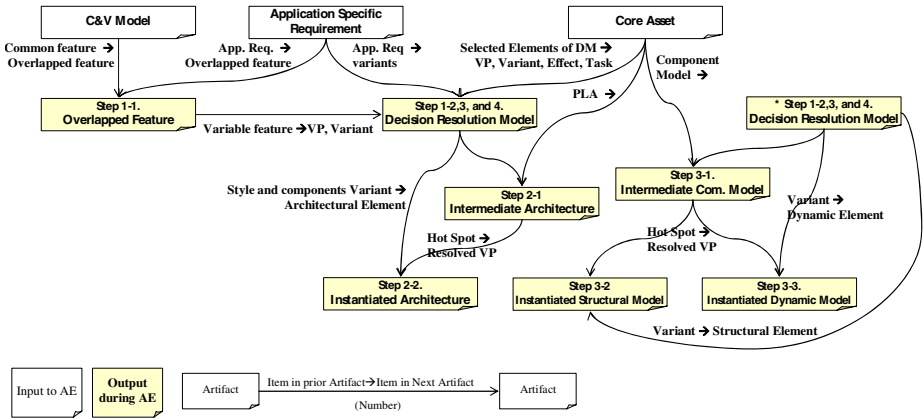 C&V Model
Application Specific
Requirement
Core Asset
Common feature →
Overlapped feature
App. Req. →
Overlapped feature
App. Req →
variants
Selected Elements of DM →
VP, Variant, Effect, Task
Component
Model →
PLA →
Step 1-1.
Overlapped Feature
Variable feature →VP, Variant
Step 1-2,3, and 4.
Decision Resolution Model
* Step 1-2,3, and 4.
Decision Resolution Model
Style and components Variant →
Architectural Element
Step 2-1
Intermediate Architecture
Step 3-1.
Intermediate Com. Model
Variant →
Dynamic Element
Hot Spot →
Resolved VP
Hot Spot →
Resolved VP
Step 2-2.
Instantiated Architecture
Step 3-2
Instantiated Structural Model
Step 3-3.
Instantiated Dynamic Model
Variant → Structural Element
Input to AE
Output
during AE
Artifact
Item in prior Artifact→Item in Next Artifact
(Number)
Artifact